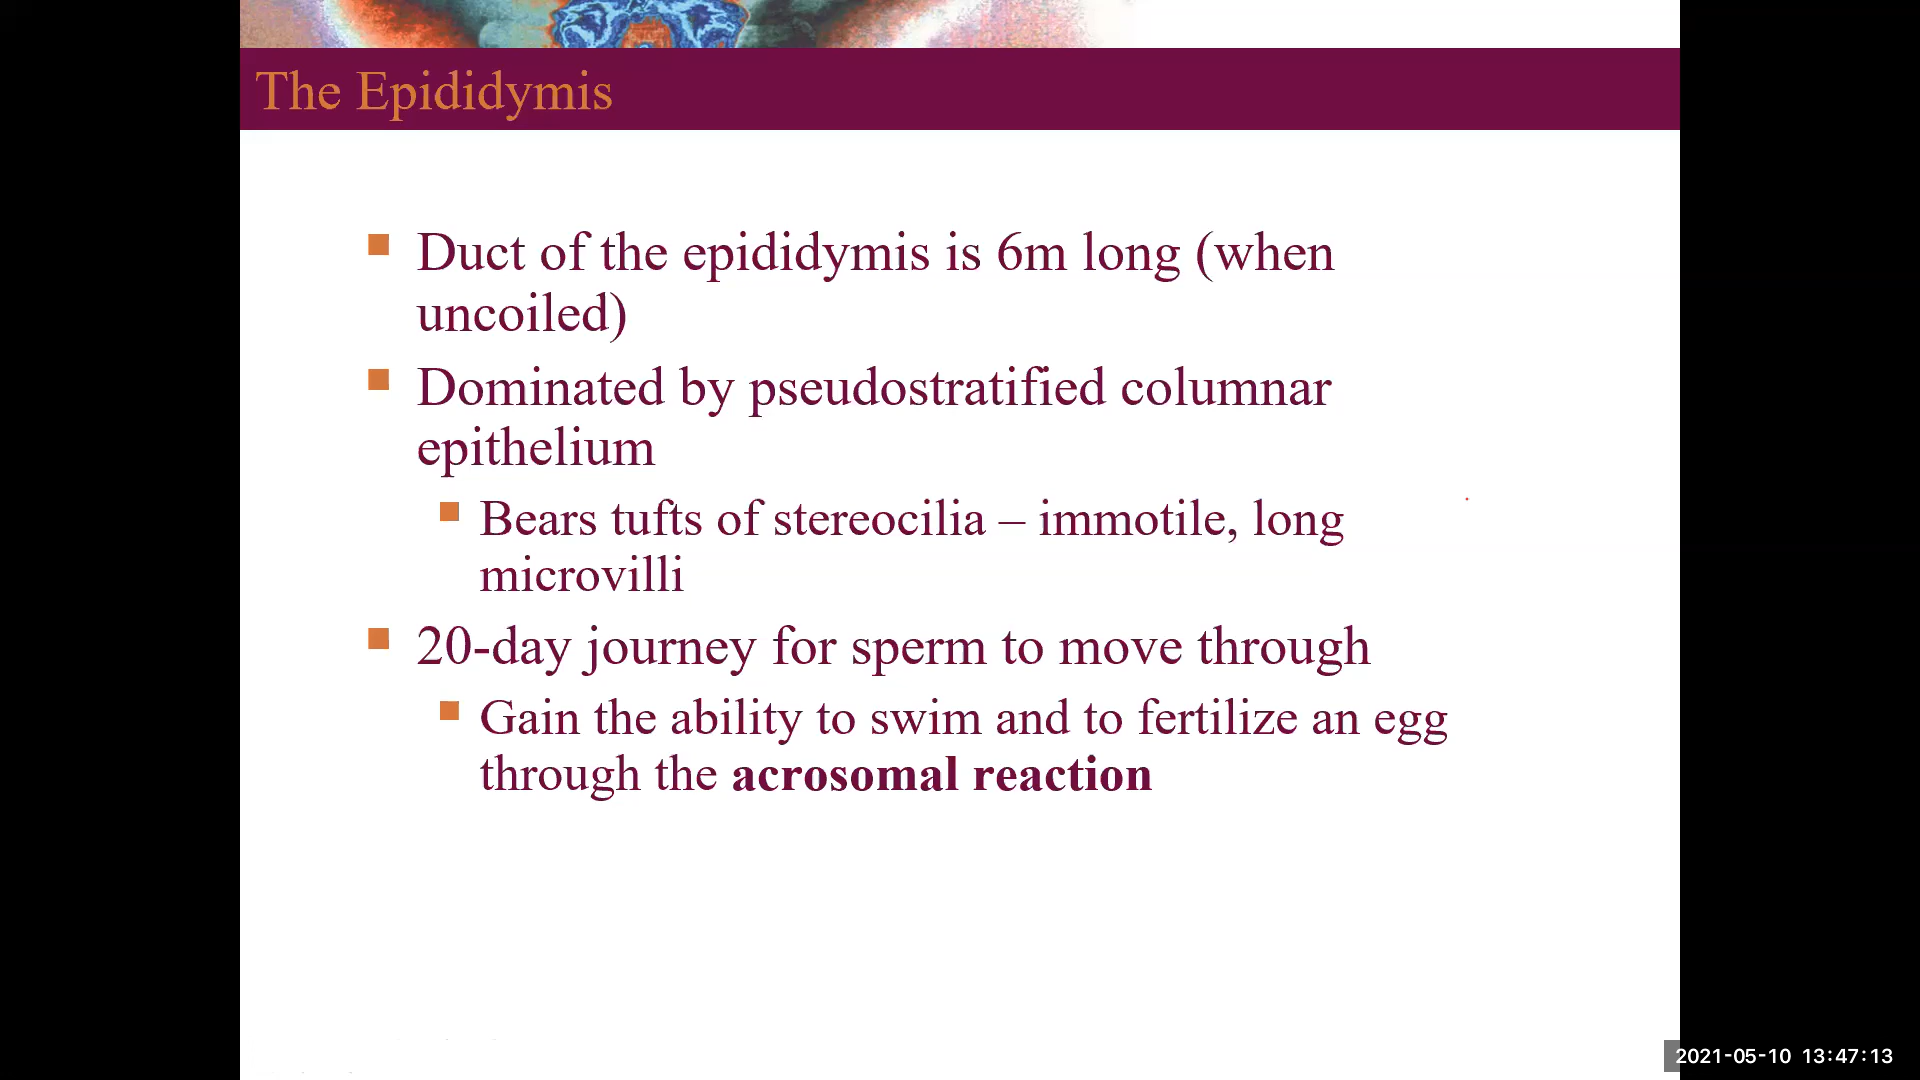 The Epididymis
Duct of the epididymis is 6m long (when
uncoiled)
Dominated by pseudostratified columnar
epithelium
Bears tufts of stereocilia – immotile, long
microvilli
20-day journey for sperm to move through
Gain the ability to swim and to fertilize an egg
through the acrosomal reaction
2021-05-10 13:47:13